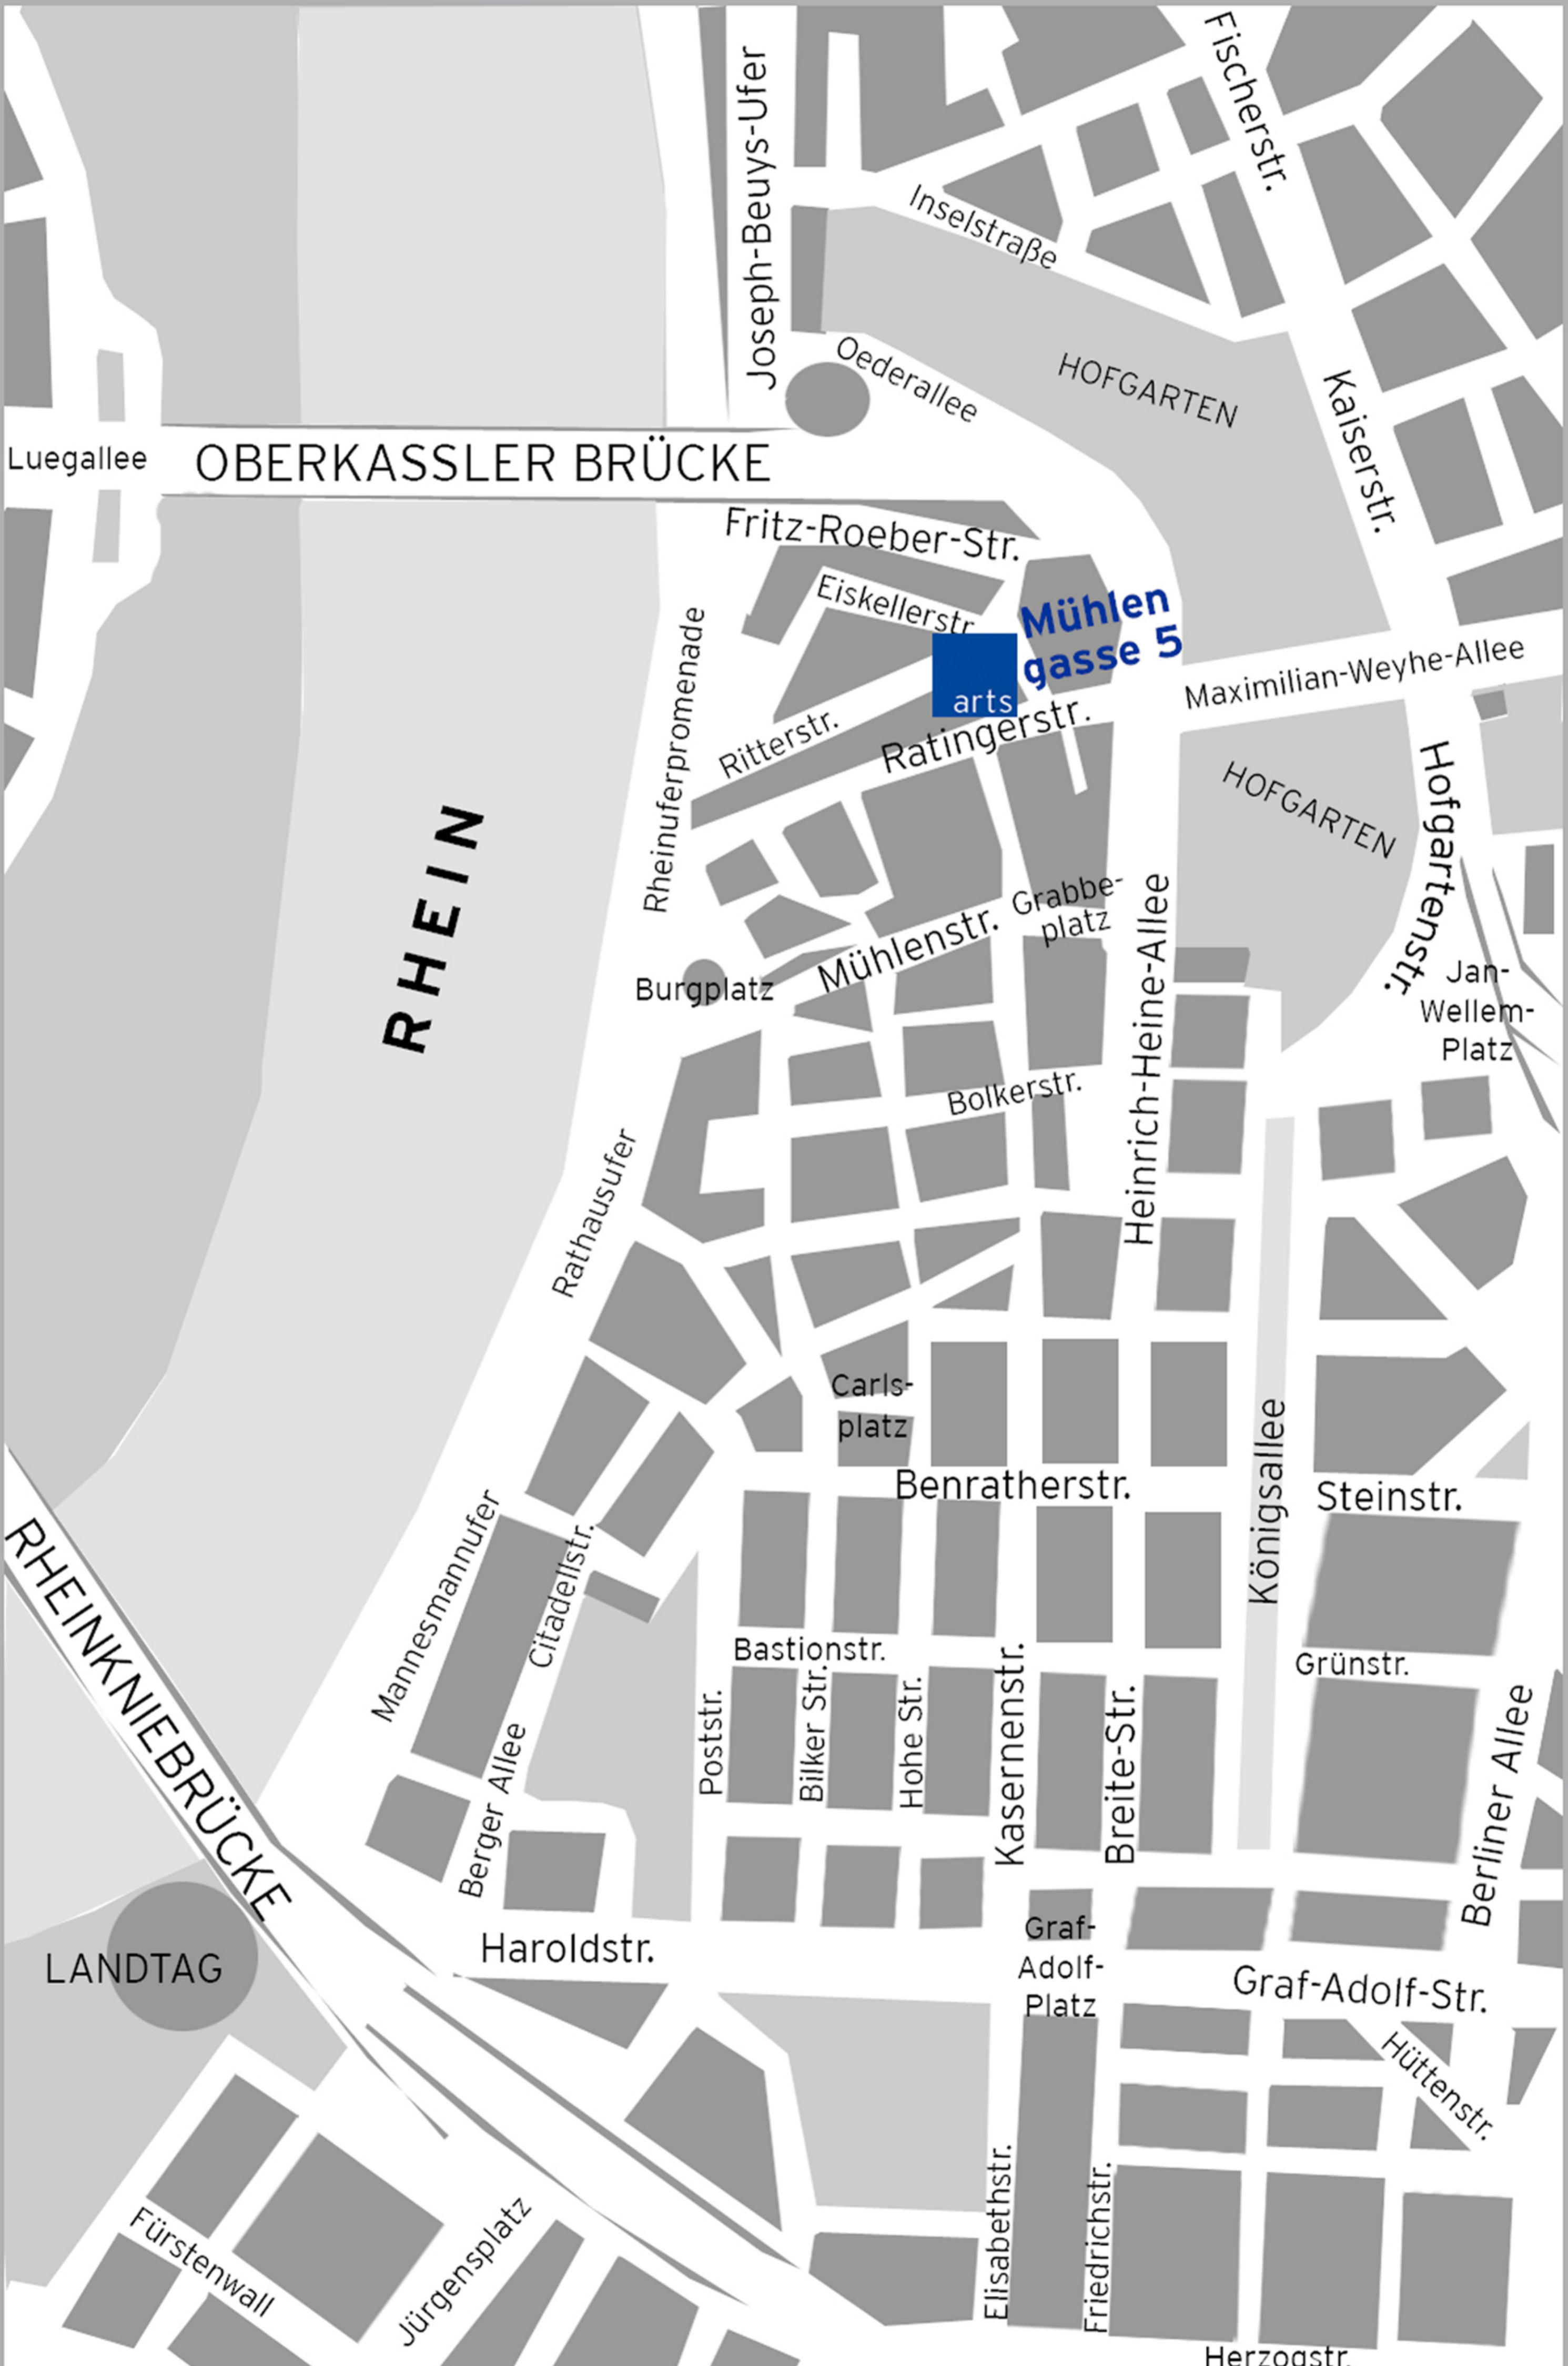 Fischerstr.
Joseph-Beuys-Ufer
Inselstraße
Oederallee
HOFGARTEN
Kaiserstr.
Luegallee
OBERKASSLER BRÜCKE
Fritz-Roeber-Str.
Eiskellerstr.
Mühlen
gasse 5
arts
Maximilian-Weyhe-Allee
Rheinuferpromenade
Ritterstr.
Ratingerstr.
HOFGARTEN
Hofgartenstr.
RHEIN
Grabbe-
platz
Mühlenstr.
Heinrich-Heine-Allee
Burgplatz
Jan-
Wellem-
Platz
Bolkerstr.
Rathausufer
Carls-
platz
Königsallee
Benratherstr.
Steinstr.
Mannesmannufer
Citadellstr.
RHEINKNIEBRÜCKE
Bastionstr.
Grünstr.
Poststr.
Bilker Str.
Hohe Str.
Kasernenstr.
Breite-Str.
Berliner Allee
Berger Allee
Haroldstr.
LANDTAG
Graf-
Adolf-
Platz
Graf-Adolf-Str.
Hüttenstr.
Elisabethstr.
Friedrichstr.
Fürstenwall
Jürgensplatz
Herzogstr.